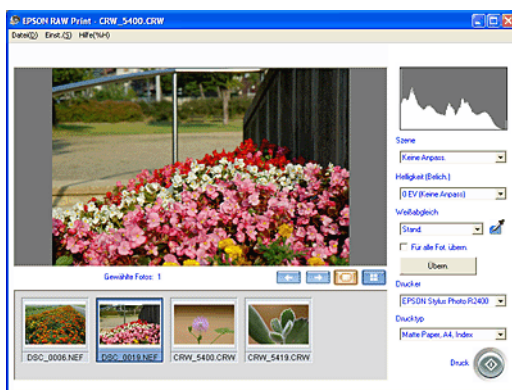 EPSON RAW Print - CRW_5400.CRW
Datei(D) Einst.(S) Hilfe(%H)
Szene
Keine Anpass.
Helligkeit (Belich.)
0 EV (Keine Anpass)
Weißabgleich
Stand.
Für alle Fot. übern.
Übern.
Gewählte Fotos: 1
Drucker
EPSON Stylus Photo R2400
Drucktyp
Matte Paper, A4, Index
Druck
DSC_0006.NEF
DSC_0019.NEF
CRW_5400.CRW
CRW_5419.CRW